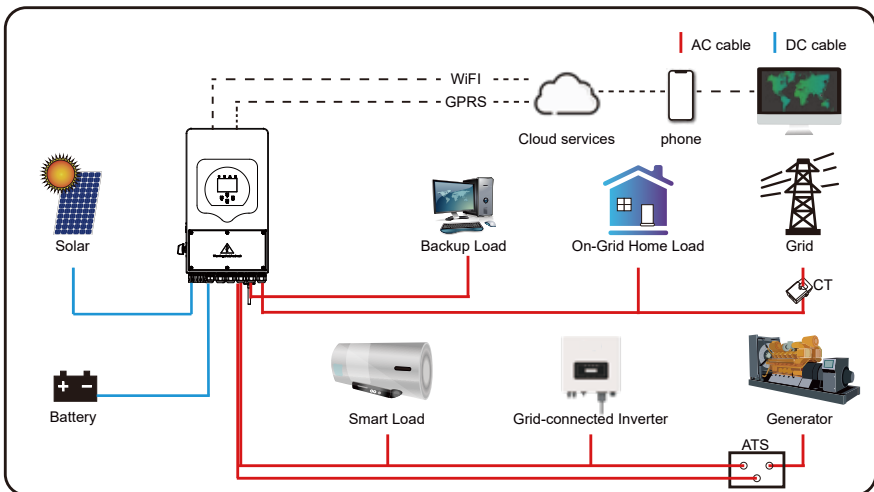 AC cable
DC cable
WiFI
GPRS
Cloud services
phone
Solar
Backup Load
On-Grid Home Load
Grid
CT
Battery
Smart Load
Grid-connected Inverter
Generator
ATS